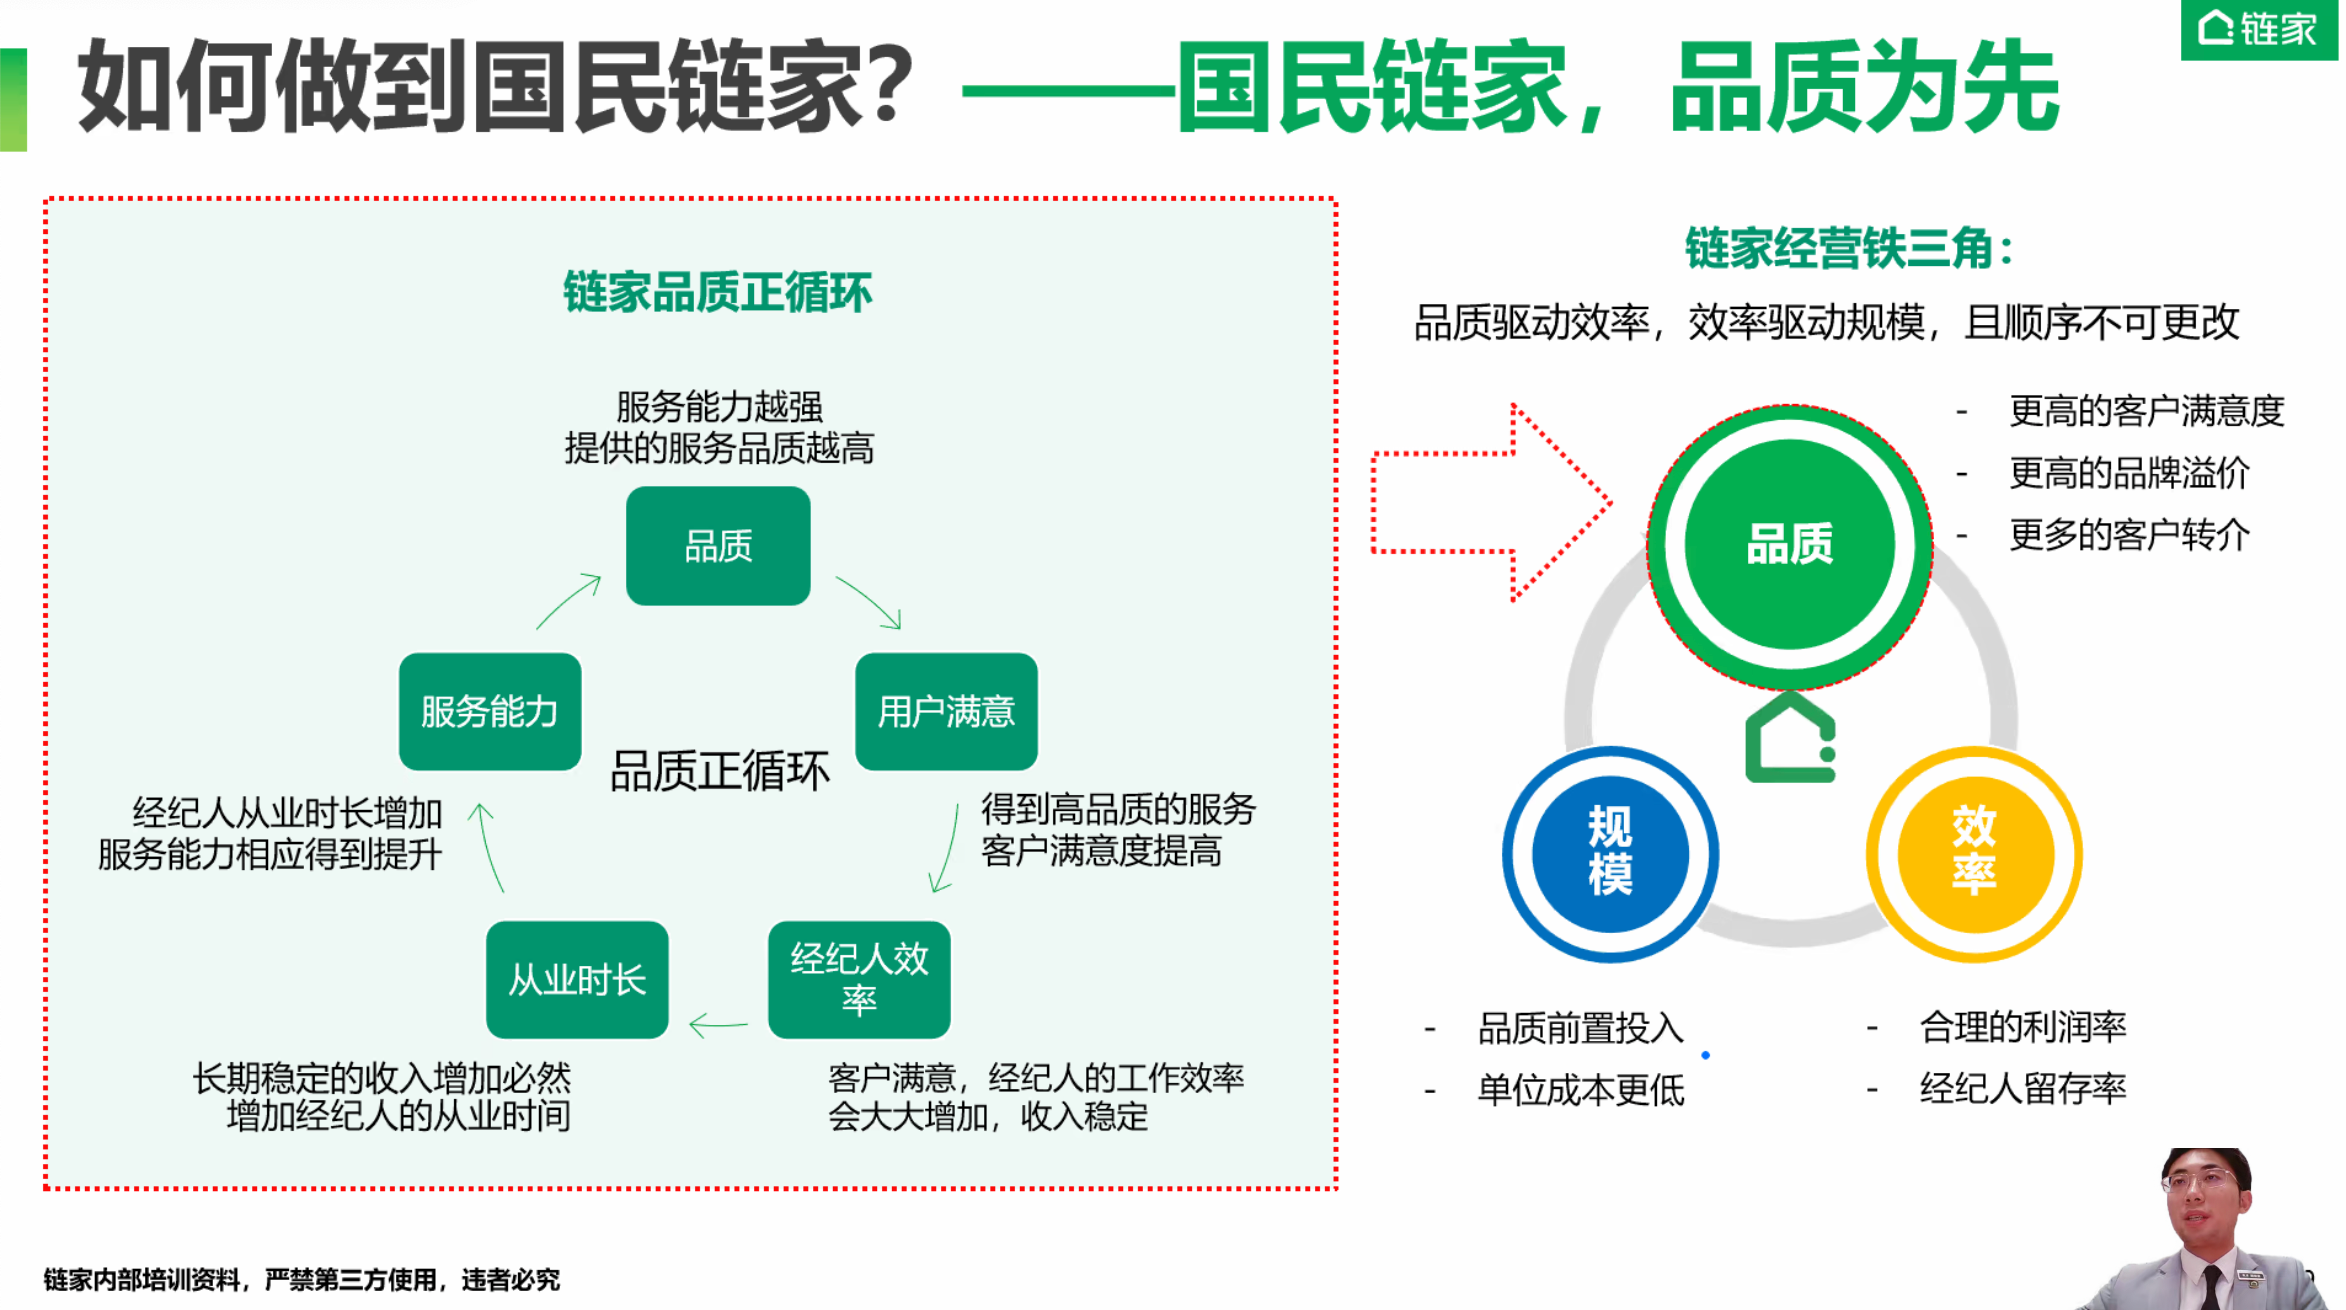 链家
如何做到国民链家？——国民链家，品质为先
链家品质正循环
服务能力越强
提供的服务品质越高
品质
服务能力
用户满意
品质正循环
经纪人从业时长增加
服务能力相应得到提升
得到高品质的服务
客户满意度提高
从业时长
经纪人效
率
长期稳定的收入增加必然
增加经纪人的从业时间
客户满意，经纪人的工作效率
会大大增加，收入稳定
链家经营铁三角：
品质驱动效率，效率驱动规模，且顺序不可更改
- 更高的客户满意度
- 更高的品牌溢价
- 更多的客户转介
品质
规
模
效
率
- 品质前置投入
- 单位成本更低
- 合理的利润率
- 经纪人留存率
链家内部培训资料，严禁第三方使用，违者必究